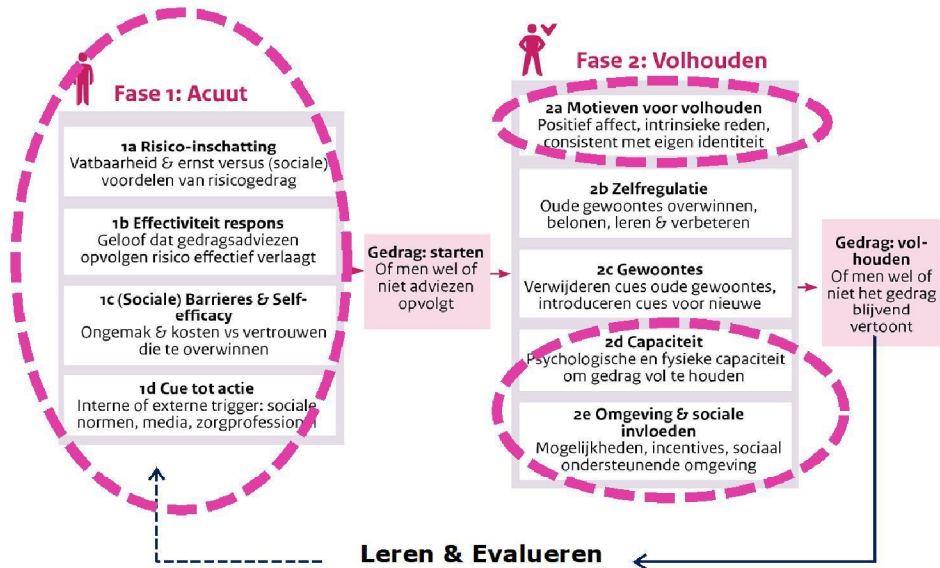 Fase 1: Acuut
1a Risico-inschatting
Vatbaarheid & ernst versus (sociale)
voordelen van risicogedrag
1b Effectiviteit respons
Geloof dat gedragsadviezen
opvolgen risico effectief verlaagt
1c (Sociale) Barrieres & Self-
efficacy
Ongemak & kosten vs vertrouwen
die te overwinnen
1d Cue tot actie
Interne of externe trigger: sociale
normen, media, zorgprofessional
Gedrag: starten
Of men wel of
niet adviezen
opvolgt
Fase 2: Volhouden
2a Motieven voor volhouden
Positief affect, intrinsieke reden,
consistent met eigen identiteit
2b Zelfregulatie
Oude gewoontes overwinnen,
belonen, leren & verbeteren
2c Gewoontes
Verwijderen cues oude gewoontes,
introduceren cues voor nieuwe
2d Capaciteit
Psychologische en fysieke capaciteit
om gedrag vol te houden
2e Omgeving & sociale
invloeden
Mogelijkheden, incentives, sociaal
ondersteunende omgeving
Gedrag: vol-
houden
Of men wel of
niet het gedrag
blijvend
vertoont
Leren & Evalueren